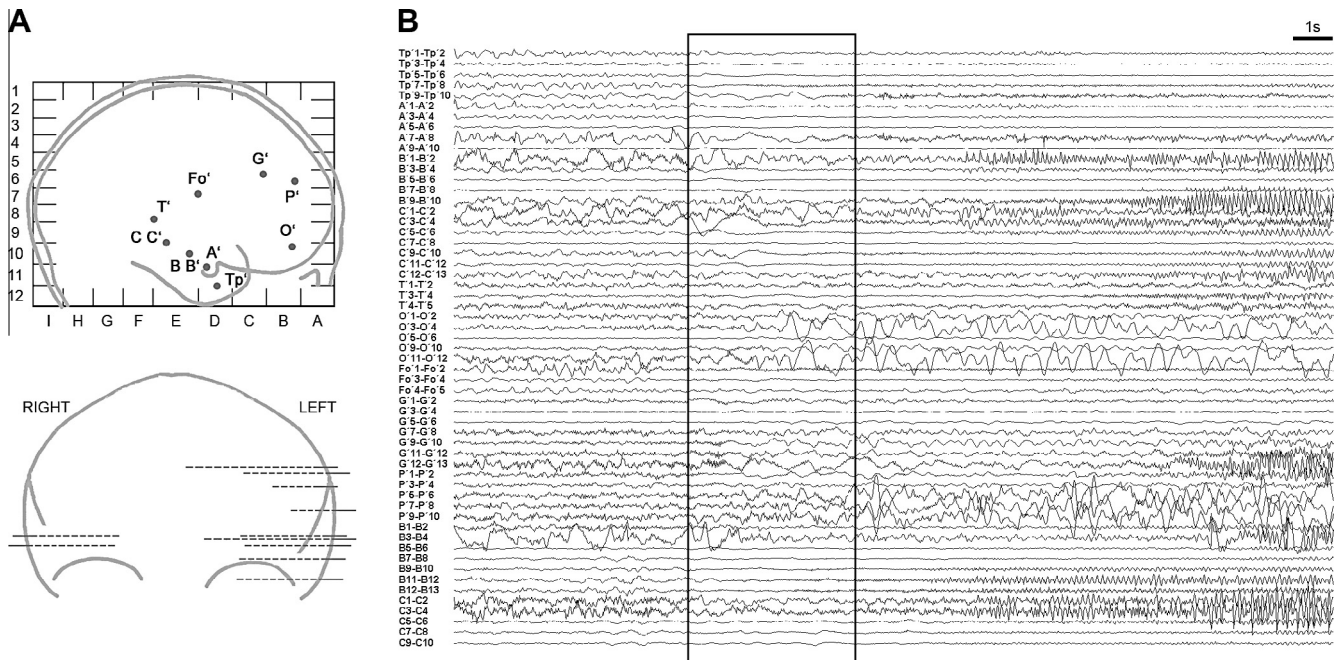 A
1
2
3
4
5
6
7
8
9
10
11
12
I H G F E D C B A
G'
P'
Fo'
T'
O'
C C'
A'
B B'
Tp'
RIGHT LEFT
B
1s
Tp´1-Tp´2
Tp´3-Tp´4
Tp´5-Tp´6
Tp´7-Tp´8
Tp´9-Tp´10
A´1-A´2
A´3-A´4
A´5-A´6
A´7-A´8
A´9-A´10
B´1-B´2
B´3-B´4
B´5-B´6
B´7-B´8
B´9-B´10
C´1-C´2
C´3-C´4
C´5-C´6
C´7-C´8
C´9-C´10
C´11-C´12
C´12-C´13
T´1-T´2
T´3-T´4
T´4-T´5
O´1-O´2
O´3-O´4
O´5-O´6
O´9-O´10
O´11-O´12
Fo´1-Fo´2
Fo´3-Fo´4
Fo´4-Fo´5
G´1-G´2
G´3-G´4
G´5-G´6
G´7-G´8
G´9-G´10
G´11-G´12
G´12-G´13
P´1-P´2
P´3-P´4
P´5-P´6
P´7-P´8
P´9-P´10
B1-B2
B3-B4
B5-B6
B7-B8
B9-B10
B11-B12
B12-B13
C1-C2
C3-C4
C5-C6
C7-C8
C9-C10